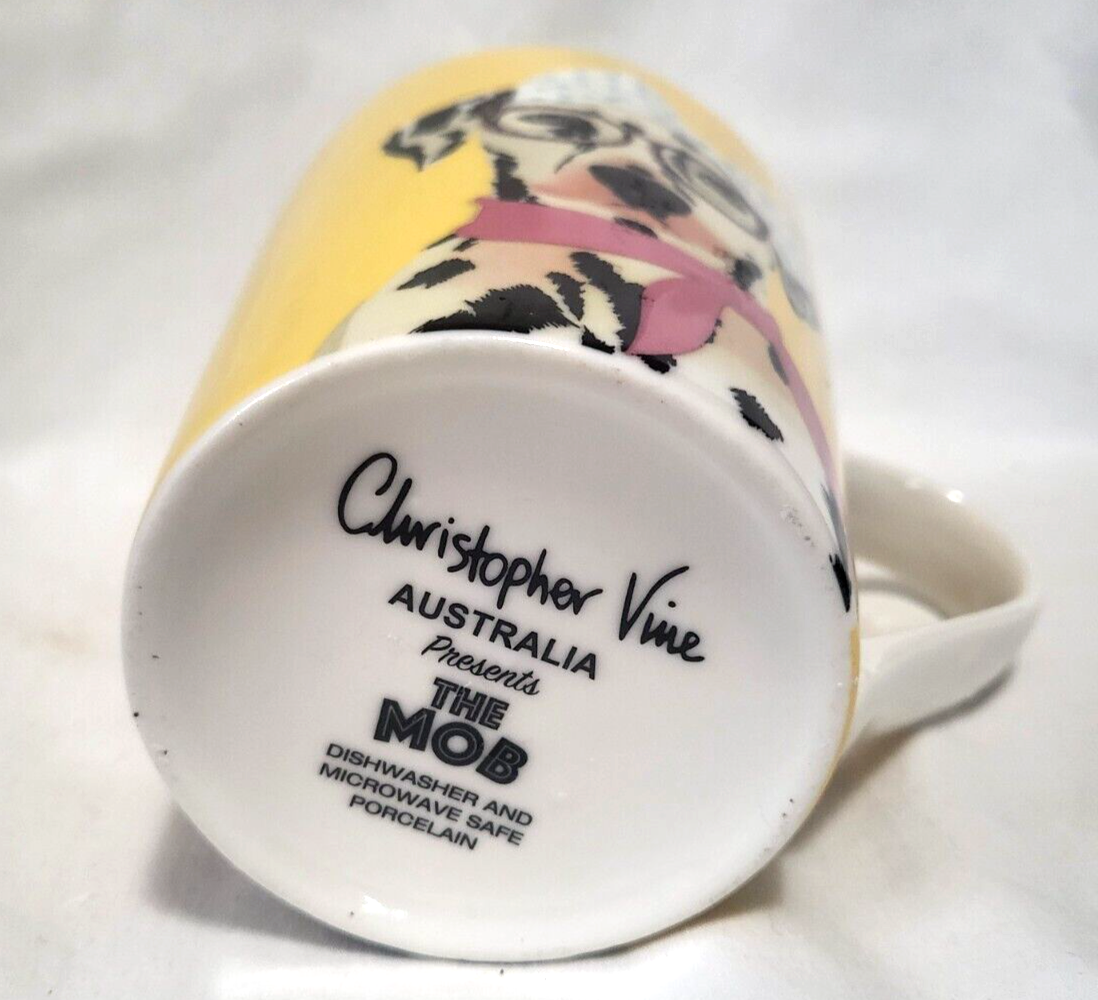 Christopher Vine
AUSTRALIA
Presents
THE
MOB
DISHWASHER AND
MICROWAVE SAFE
PORCELAIN